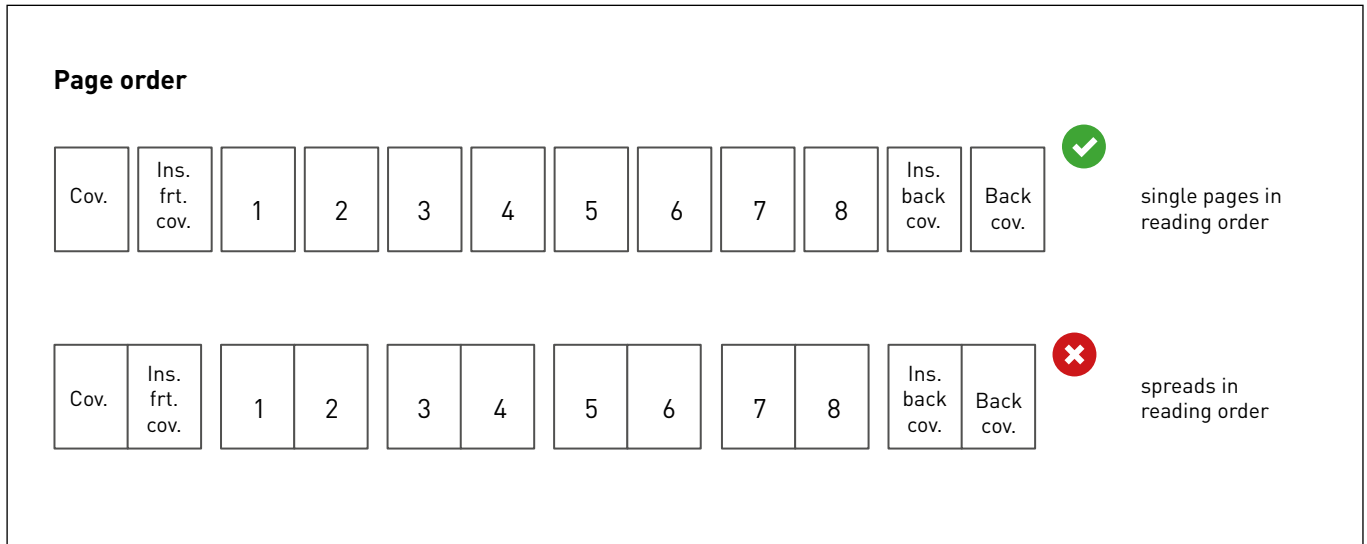 Page order
Cov.
Ins.
frt.
cov.
1
2
3
4
5
6
7
8
Ins.
back
cov.
Back
cov.
single pages in
reading order
Cov.
Ins.
frt.
cov.
1
2
3
4
5
6
7
8
Ins.
back
cov.
Back
cov.
spreads in
reading order